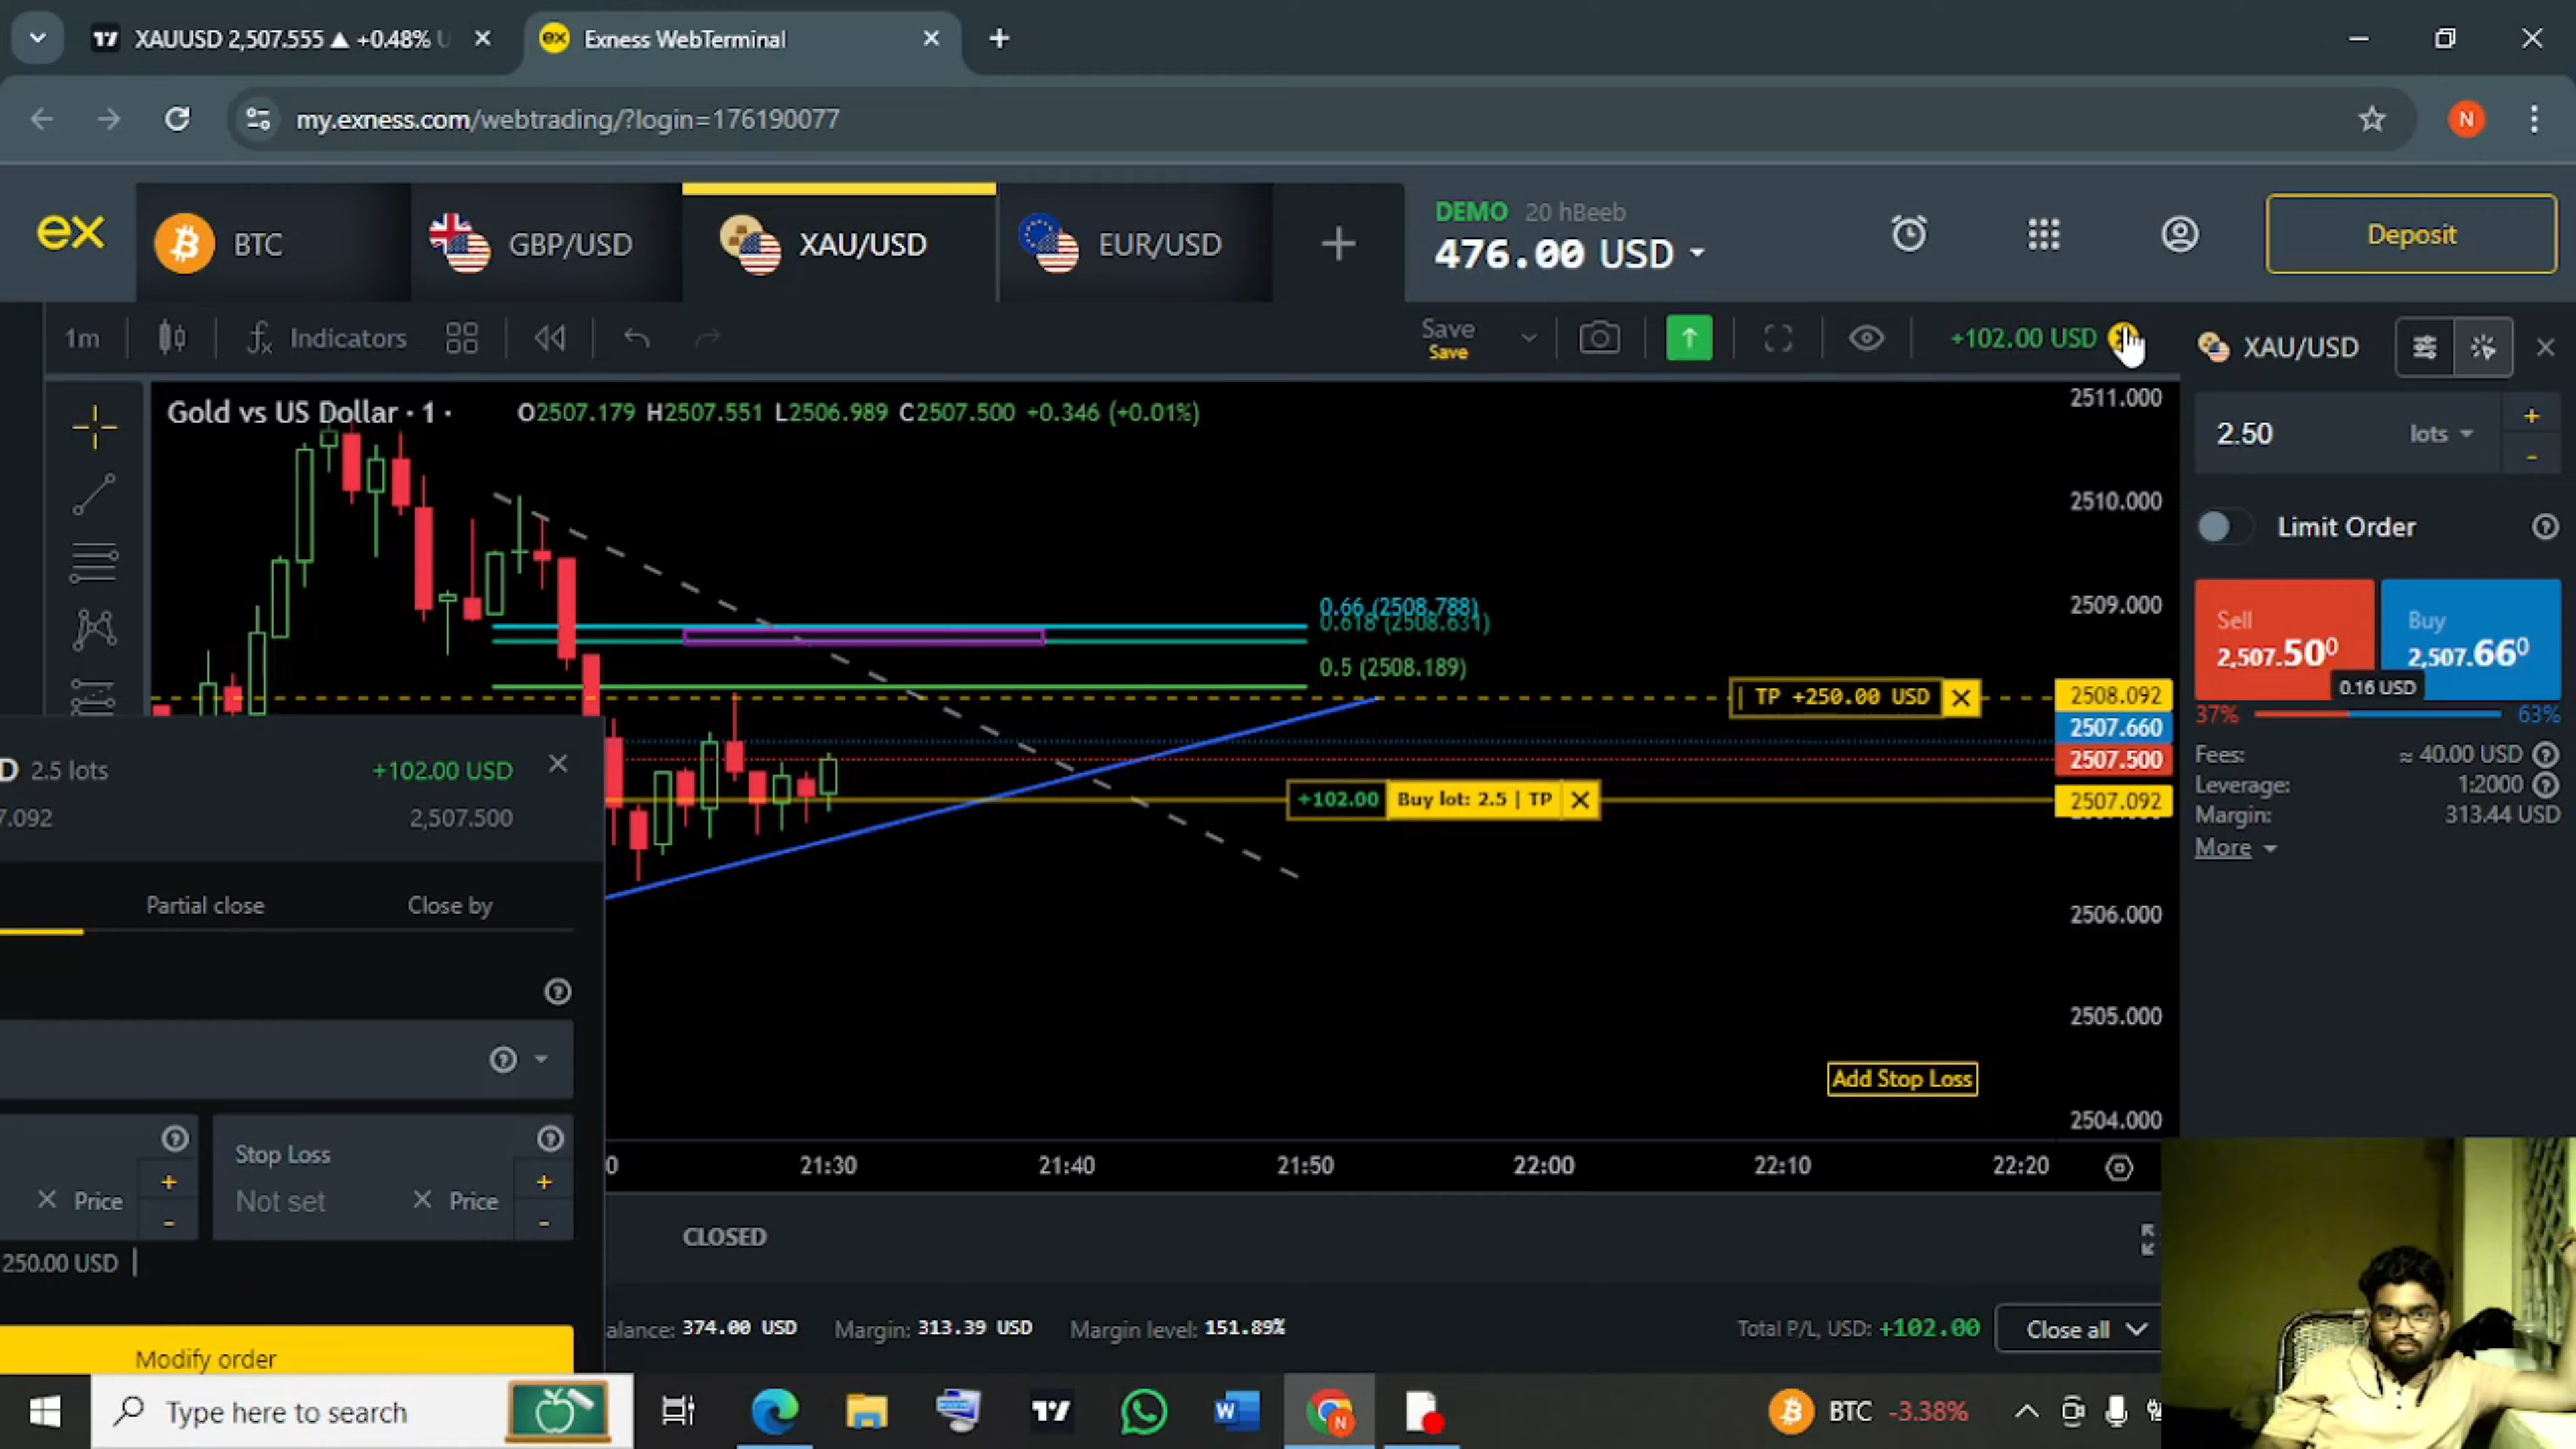 XAUUSD 2,507.555 ▲ +0.48% U
Exness WebTerminal
my.exness.com/webtrading/?login=176190077
N
ex
BTC
GBP/USD
XAU/USD
EUR/USD
DEMO 20 hBeeb
476.00 USD
Deposit
1m
Indicators
Save
Save
+102.00 USD
XAU/USD
Gold vs US Dollar · 1 ·
O2507.179 H2507.551 L2506.989 C2507.500 +0.346 (+0.01%)
2511.000
2510.000
2509.000
0.66 (2508.788)
0.618 (2508.631)
0.5 (2508.189)
TP +250.00 USD
2508.092
2507.660
2507.500
+102.00 Buy lot: 2.5 | TP
2507.092
2506.000
2505.000
2504.000
Add Stop Loss
2.50 lots
Limit Order
Sell
2,507.500
Buy
2,507.660
0.16 USD
37% 63%
Fees: ≈ 40.00 USD
Leverage: 1:2000
Margin: 313.44 USD
More
D 2.5 lots +102.00 USD
7.092 2,507.500
Partial close Close by
Stop Loss
Price Not set Price
250.00 USD |
Modify order
0 21:30 21:40 21:50 22:00 22:10 22:20
CLOSED
alance: 374.00 USD Margin: 313.39 USD Margin level: 151.89% Total P/L, USD: +102.00 Close all
Type here to search
BTC -3.38%